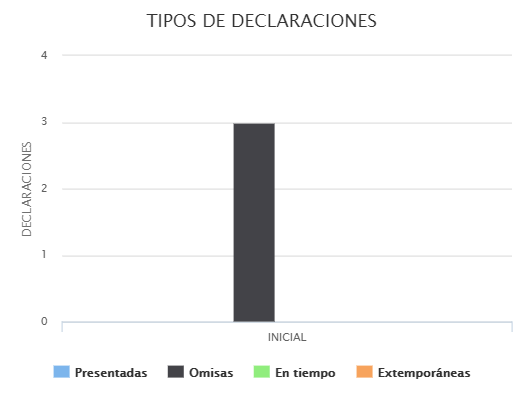 TIPOS DE DECLARACIONES
4
3
2
1
0
DECLARACIONES
INICIAL
Presentadas Omisas En tiempo Extemporáneas